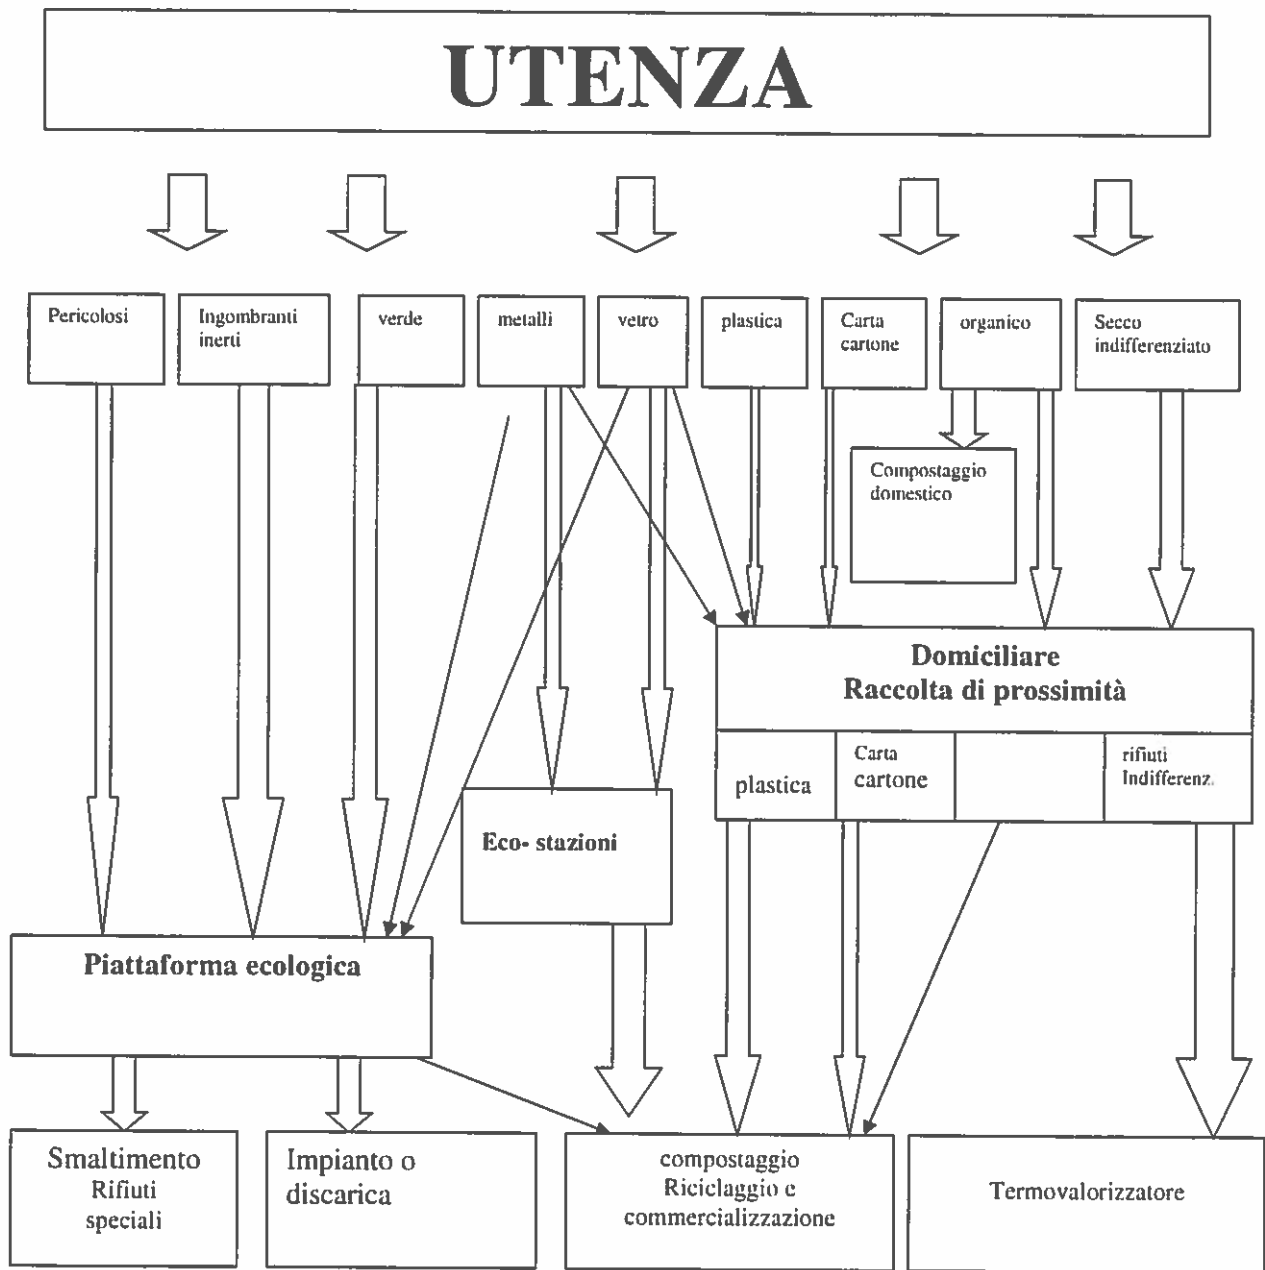 UTENZA
Pericolosi
Ingombranti
inerti
verde
metalli
vetro
plastica
Carta
cartone
organico
Secco
indifferenziato
Compostaggio
domestico
Domiciliare
Raccolta di prossimità
plastica
Carta
cartone
rifiuti
Indifferenz.
Eco- stazioni
Piattaforma ecologica
Smaltimento
Rifiuti
speciali
Impianto o
discarica
compostaggio
Riciclaggio e
commercializzazione
Termovalorizzatore